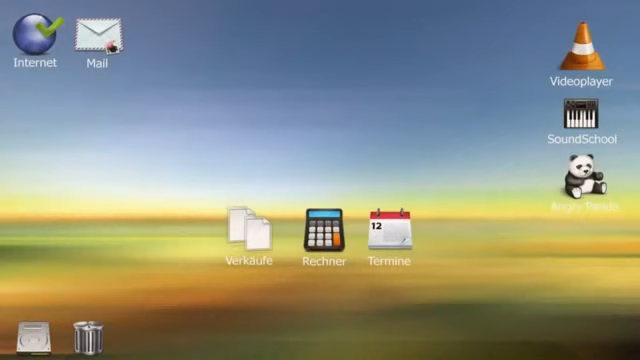 Internet
Mail
Videoplayer
SoundSchool
Angry Panda
Verkäufe
Rechner
12
Termine